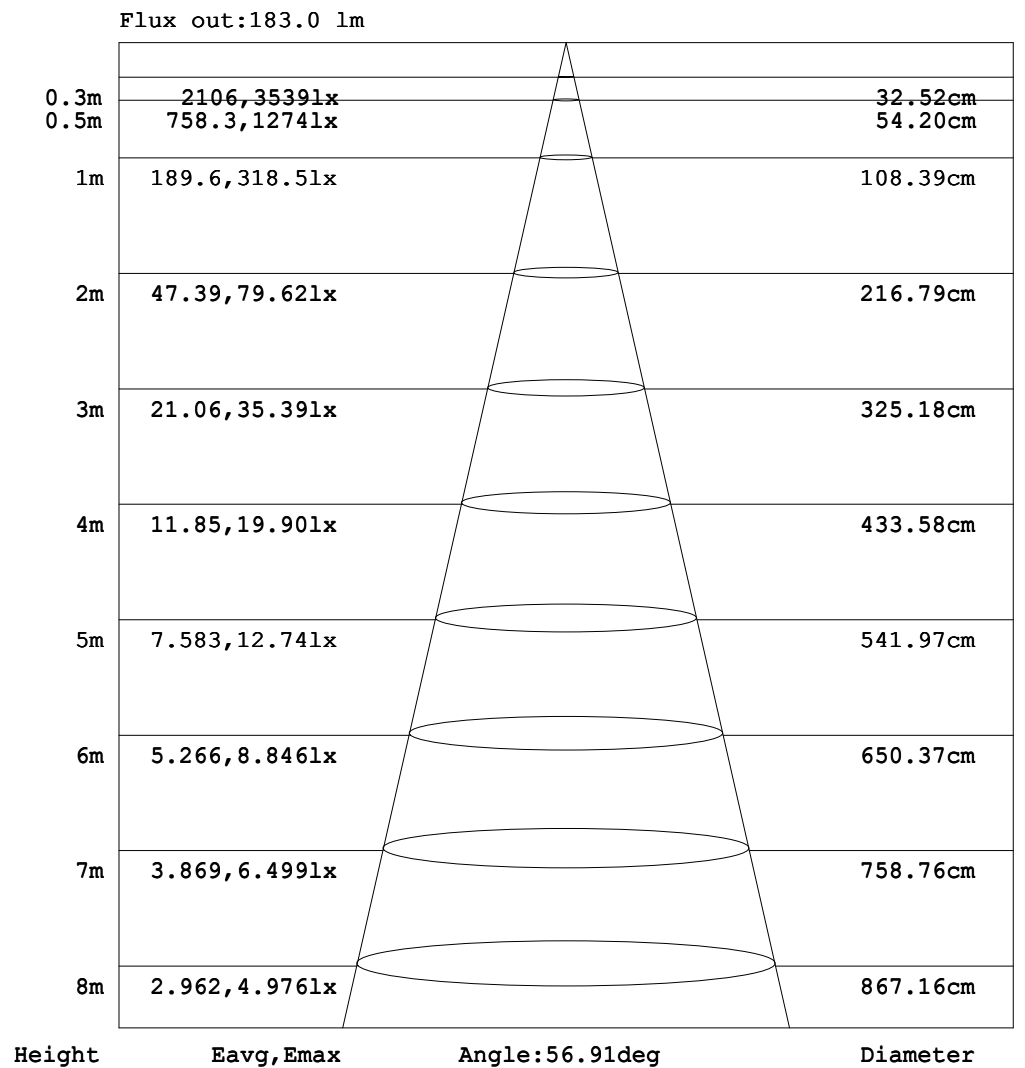 Flux out:183.0 lm
0.3m 2106,3539lx 32.52cm
0.5m 758.3,1274lx 54.20cm
1m 189.6,318.5lx 108.39cm
2m 47.39,79.62lx 216.79cm
3m 21.06,35.39lx 325.18cm
4m 11.85,19.90lx 433.58cm
5m 7.583,12.74lx 541.97cm
6m 5.266,8.846lx 650.37cm
7m 3.869,6.499lx 758.76cm
8m 2.962,4.976lx 867.16cm
Height Eavg,Emax Angle:56.91deg Diameter